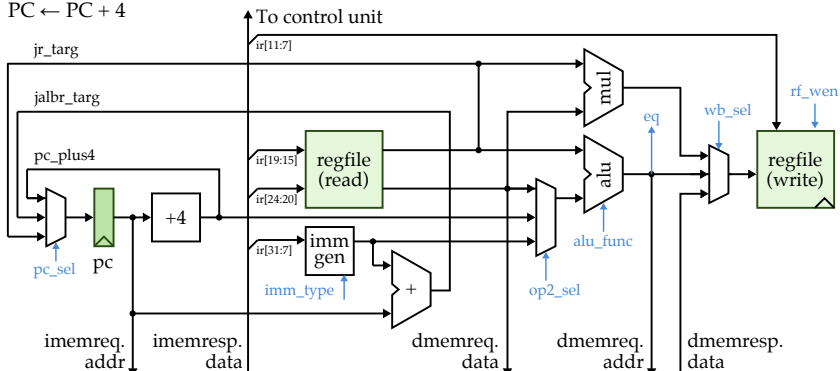 PC ← PC + 4
To control unit
ir[11:7]
jr_targ
mul
jalbr_targ
eq
wb_sel
rf_wen
pc_plus4
ir[19:15]
regfile
(read)
alu
regfile
(write)
ir[24:20]
+4
pc
pc_sel
ir[31:7]
imm
gen
imm_type
+
alu_func
op2_sel
imemreq.
addr
imemresp.
data
dmemreq.
data
dmemreq.
addr
dmemresp.
data